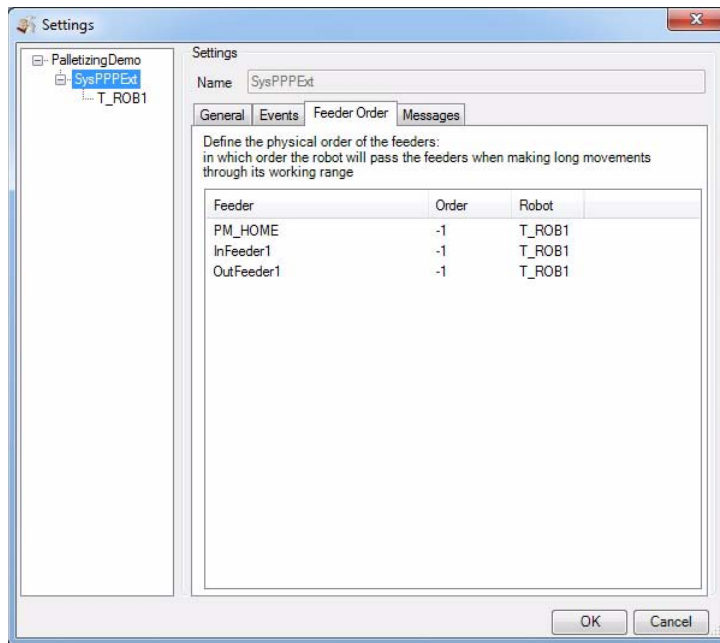 Settings
PalletizingDemo
SysPPPExt
T_ROB1
Settings
Name SysPPPExt
General Events Feeder Order Messages
Define the physical order of the feeders:
in which order the robot will pass the feeders when making long movements
through its working range
Feeder Order Robot
PM_HOME -1 T_ROB1
InFeeder1 -1 T_ROB1
OutFeeder1 -1 T_ROB1
OK Cancel